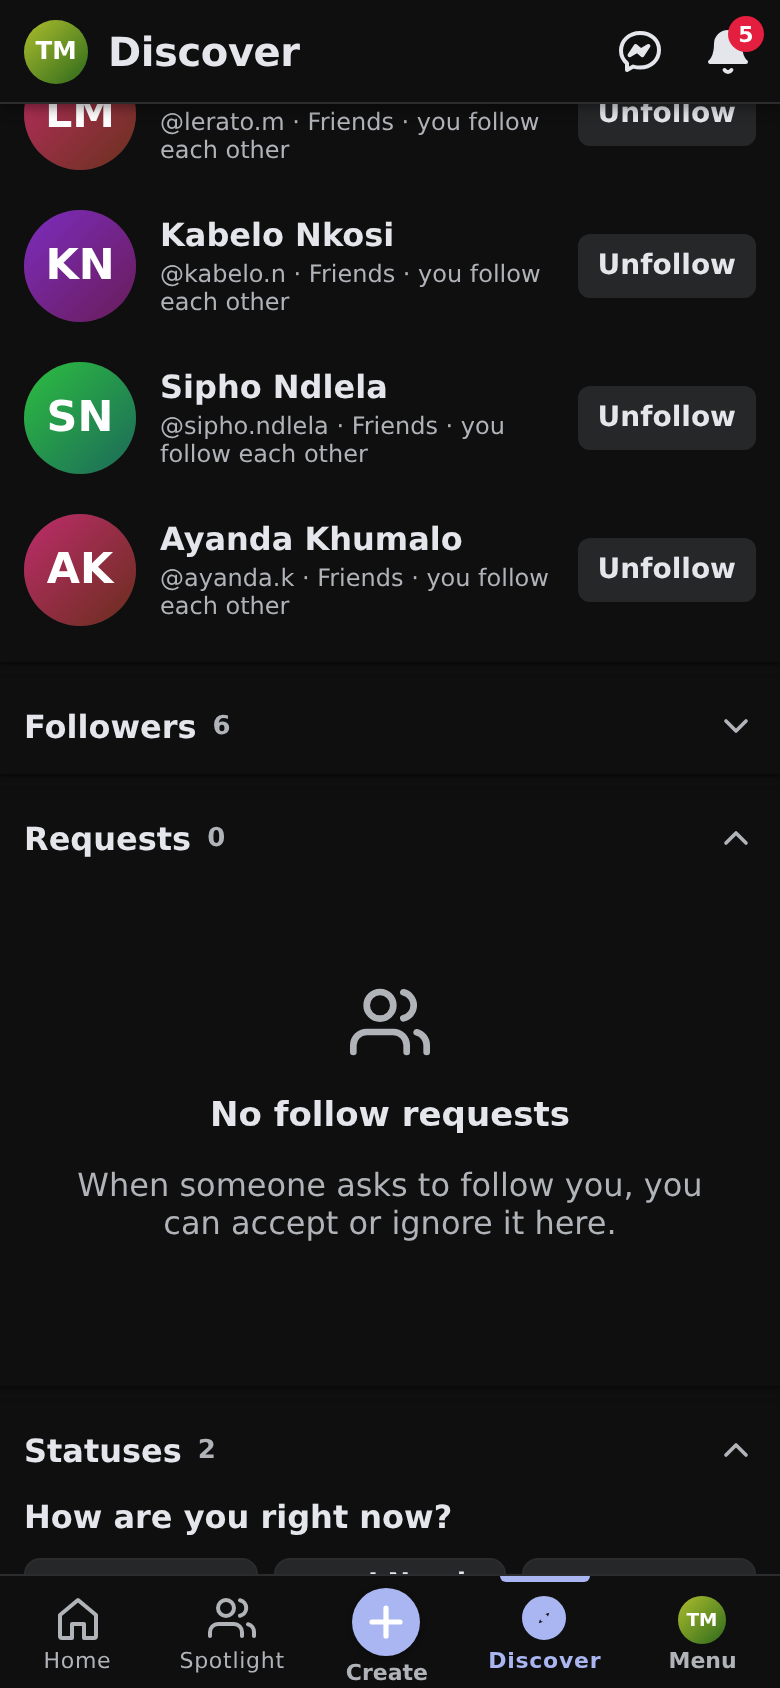 TM Discover 5
LM @lerato.m · Friends · you follow Unfollow
each other
Kabelo Nkosi
KN @kabelo.n · Friends · you follow Unfollow
each other
Sipho Ndlela
SN @sipho.ndlela · Friends · you Unfollow
follow each other
Ayanda Khumalo
AK @ayanda.k · Friends · you follow Unfollow
each other
Followers 6
Requests 0
No follow requests
When someone asks to follow you, you
can accept or ignore it here.
Statuses 2
How are you right now?
Home Spotlight Create Discover TM Menu